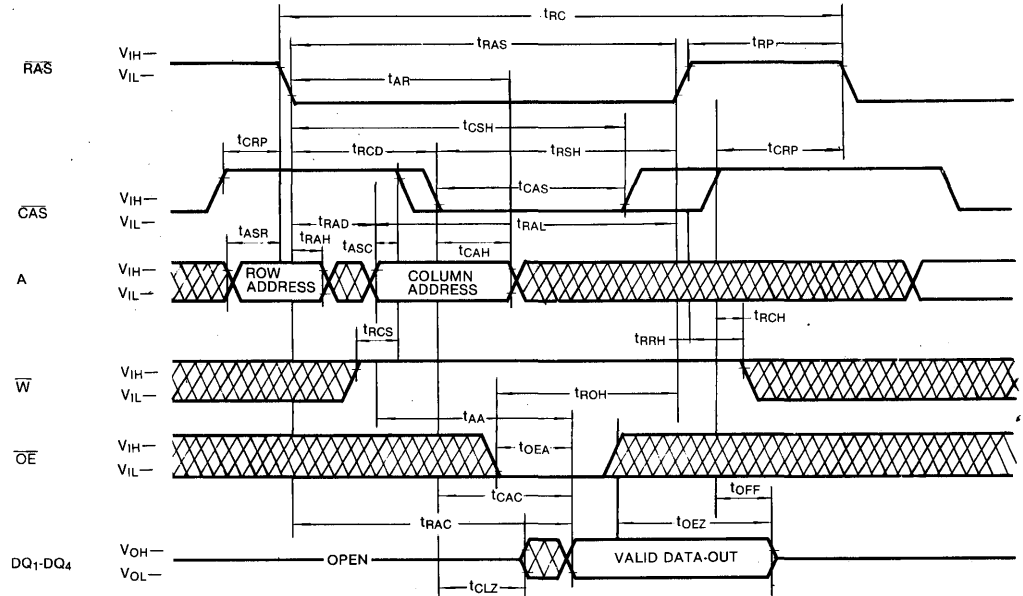 tRC
tRAS
tRP
VIH
RAS
VIL
tAR
tCSH
tCRP
tRCD
tRSH
tCRP
tCAS
VIH
CAS
VIL
tRAD
tRAL
tASR
tRAH
tASC
tCAH
A
VIH
VIL
ROW ADDRESS
COLUMN ADDRESS
tRCS
tRCH
tRRH
W
VIH
VIL
tROH
tAA
OE
VIH
VIL
tOEA
tCAC
tOFF
tRAC
tOEZ
DQ1-DQ4
VOH
VOL
OPEN
VALID DATA-OUT
tCLZ